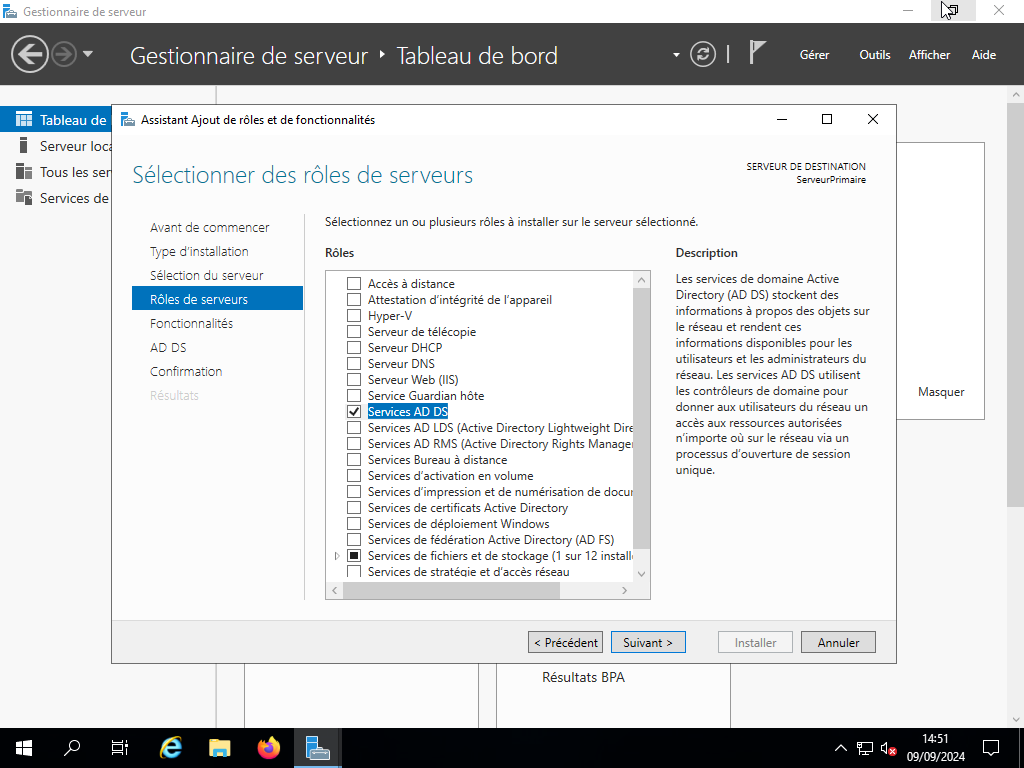 Gestionnaire de serveur
Gestionnaire de serveur ‣ Tableau de bord
Gérer Outils Afficher Aide
Tableau de
Serveur loca
Tous les ser
Services de
Assistant Ajout de rôles et de fonctionnalités
Sélectionner des rôles de serveurs
SERVEUR DE DESTINATION
ServeurPrimaire
Avant de commencer
Type d'installation
Sélection du serveur
Rôles de serveurs
Fonctionnalités
AD DS
Confirmation
Résultats
Sélectionnez un ou plusieurs rôles à installer sur le serveur sélectionné.
Rôles
Accès à distance
Attestation d'intégrité de l'appareil
Hyper-V
Serveur de télécopie
Serveur DHCP
Serveur DNS
Serveur Web (IIS)
Service Guardian hôte
Services AD DS
Services AD LDS (Active Directory Lightweight Dire
Services AD RMS (Active Directory Rights Manager
Services Bureau à distance
Services d'activation en volume
Services d'impression et de numérisation de docu
Services de certificats Active Directory
Services de déploiement Windows
Services de fédération Active Directory (AD FS)
Services de fichiers et de stockage (1 sur 12 install
Services de stratégie et d'accès réseau
Description
Les services de domaine Active
Directory (AD DS) stockent des
informations à propos des objets sur
le réseau et rendent ces
informations disponibles pour les
utilisateurs et les administrateurs du
réseau. Les services AD DS utilisent
les contrôleurs de domaine pour
donner aux utilisateurs du réseau un
accès aux ressources autorisées
n'importe où sur le réseau via un
processus d'ouverture de session
unique.
Masquer
< Précédent Suivant > Installer Annuler
Résultats BPA
14:51
09/09/2024